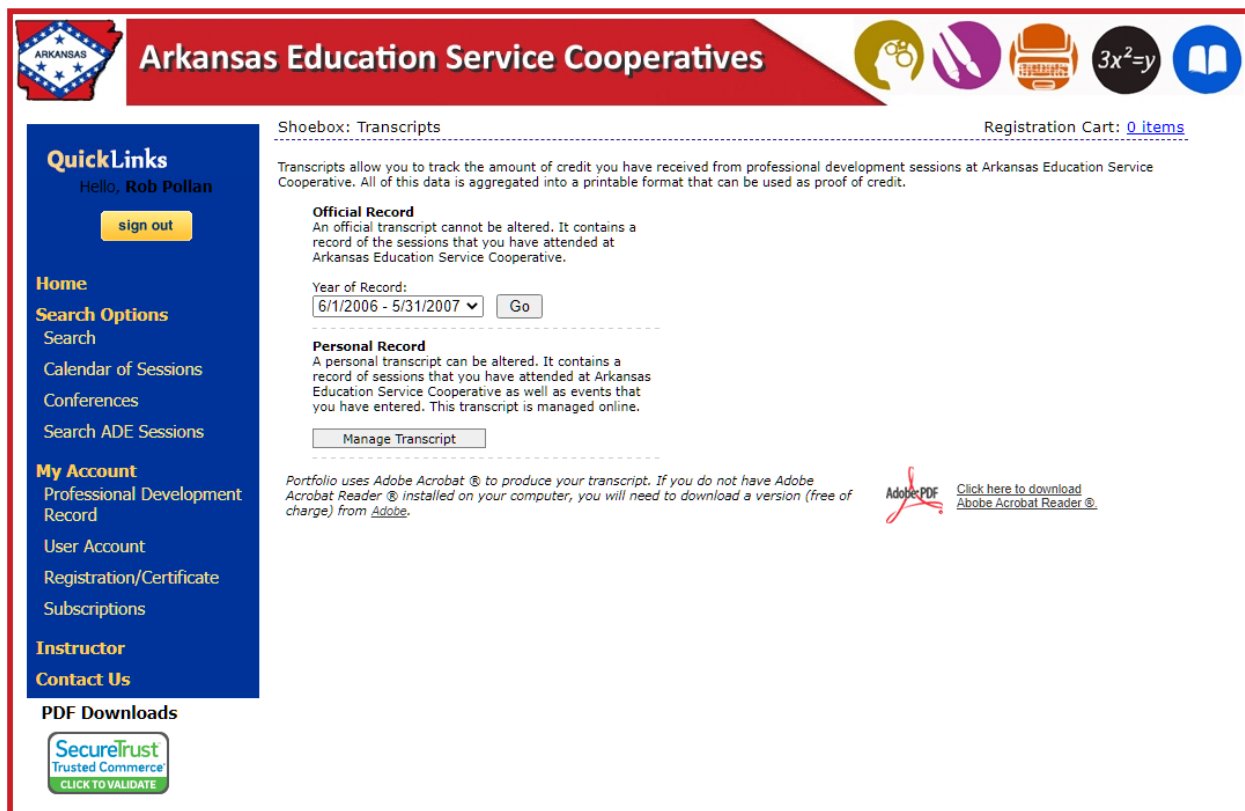 ARKANSAS
Arkansas Education Service Cooperatives
3x²=y
QuickLinks
Hello, Rob Pollan
sign out
Home
Search Options
Search
Calendar of Sessions
Conferences
Search ADE Sessions
My Account
Professional Development
Record
User Account
Registration/Certificate
Subscriptions
Instructor
Contact Us
PDF Downloads
SecureTrust
Trusted Commerce
CLICK TO VALIDATE
Shoebox: Transcripts
Registration Cart: 0 items
Transcripts allow you to track the amount of credit you have received from professional development sessions at Arkansas Education Service
Cooperative. All of this data is aggregated into a printable format that can be used as proof of credit.
Official Record
An official transcript cannot be altered. It contains a
record of the sessions that you have attended at
Arkansas Education Service Cooperative.
Year of Record:
6/1/2006 - 5/31/2007 Go
Personal Record
A personal transcript can be altered. It contains a
record of sessions that you have attended at Arkansas
Education Service Cooperative as well as events that
you have entered. This transcript is managed online.
Manage Transcript
Portfolio uses Adobe Acrobat ® to produce your transcript. If you do not have Adobe
Acrobat Reader ® installed on your computer, you will need to download a version (free of
charge) from Adobe.
Adobe PDF
Click here to download
Abobe Acrobat Reader ®.